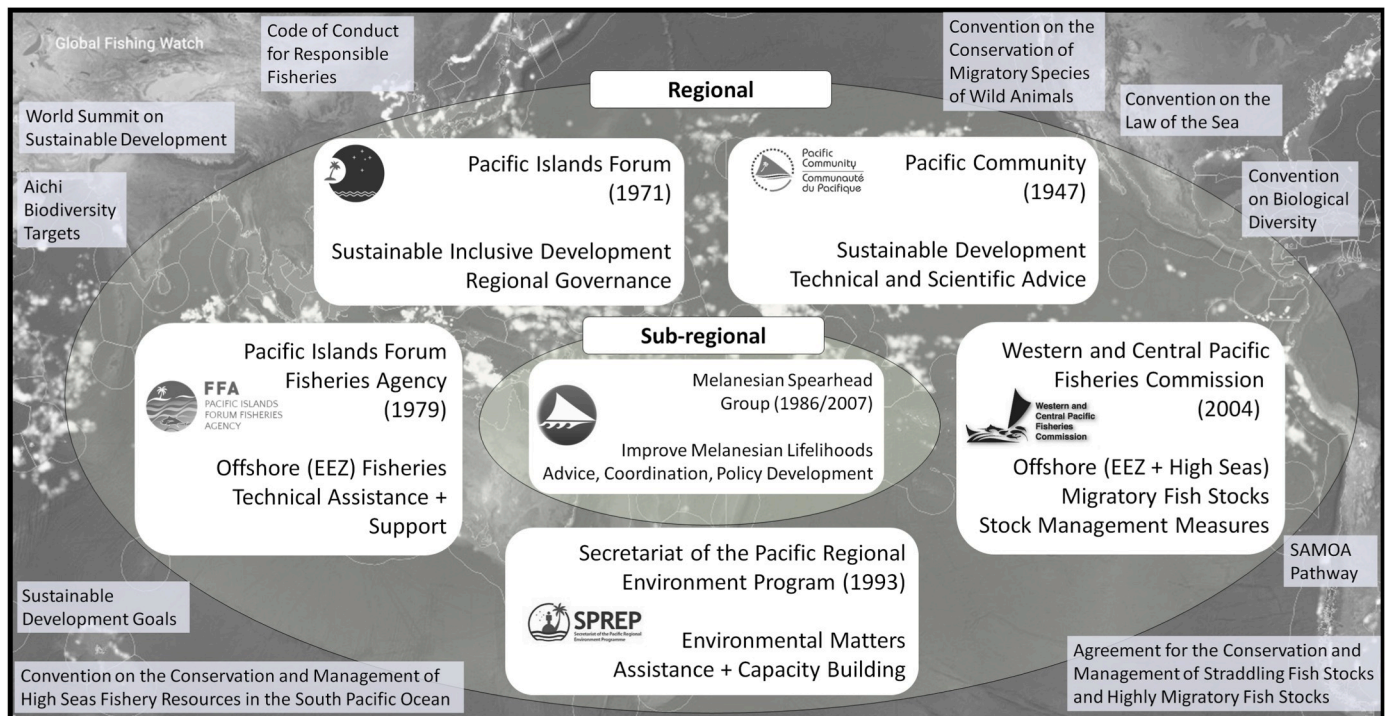 Global Fishing Watch
Code of Conduct
for Responsible
Fisheries
Convention on the
Conservation of
Migratory Species
of Wild Animals
World Summit on
Sustainable Development
Convention on the
Law of the Sea
Aichi
Biodiversity
Targets
Convention
on Biological
Diversity
Regional
Pacific Islands Forum
(1971)
Sustainable Inclusive Development
Regional Governance
Pacific
Community
Communauté
du Pacifique
Pacific Community
(1947)
Sustainable Development
Technical and Scientific Advice
Pacific Islands Forum
Fisheries Agency
(1979)
FFA
PACIFIC ISLANDS
FORUM FISHERIES
AGENCY
Offshore (EEZ) Fisheries
Technical Assistance +
Support
Sub-regional
Melanesian Spearhead
Group (1986/2007)
Improve Melanesian Lifelihoods
Advice, Coordination, Policy Development
Western and Central Pacific
Fisheries Commission
(2004)
Western and
Central Pacific
Fisheries
Commission
Offshore (EEZ + High Seas)
Migratory Fish Stocks
Stock Management Measures
Secretariat of the Pacific Regional
Environment Program (1993)
SPREP
Secretariat of the Pacific Regional
Environment Programme
Environmental Matters
Assistance + Capacity Building
SAMOA
Pathway
Sustainable
Development Goals
Convention on the Conservation and Management of
High Seas Fishery Resources in the South Pacific Ocean
Agreement for the Conservation and
Management of Straddling Fish Stocks
and Highly Migratory Fish Stocks